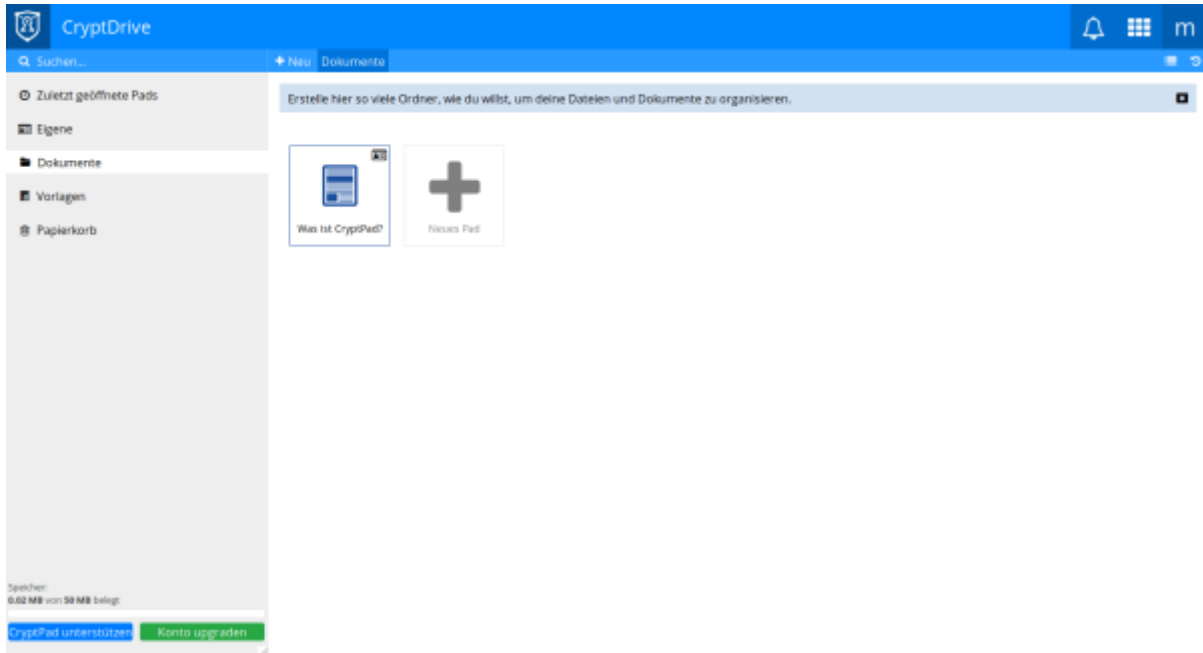 CryptDrive
m
Suchen...
Neu Dokumente
Zuletzt geöffnete Pads
Eigene
Dokumente
Vorlagen
Papierkorb
Erstelle hier so viele Ordner, wie du willst, um deine Dateien und Dokumente zu organisieren.
Was ist CryptPad?
Neues Pad
Speicher:
0.02 MB von 50 MB belegt
CryptPad unterstützen
Konto upgraden